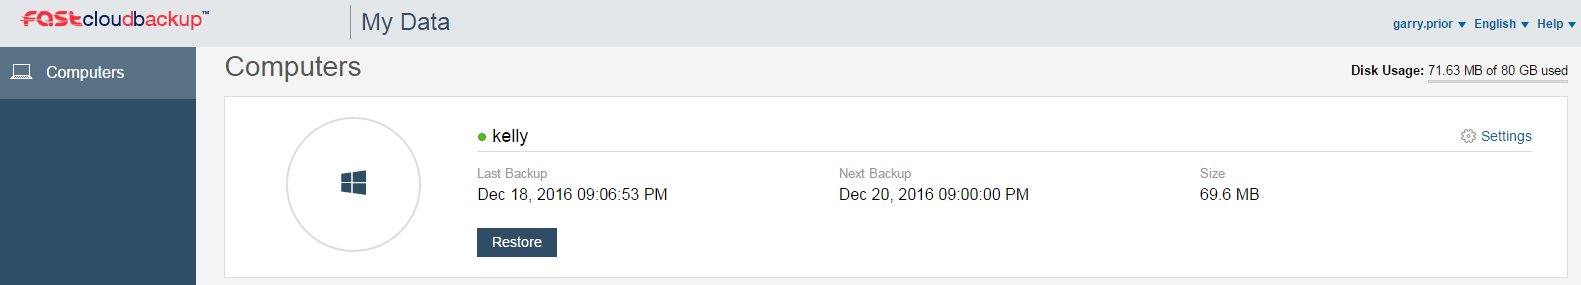 Fastcloudbackup™ My Data garry.prior English Help
Computers
Computers
Disk Usage: 71.63 MB of 80 GB used
kelly Settings
Last Backup Next Backup Size
Dec 18, 2016 09:06:53 PM Dec 20, 2016 09:00:00 PM 69.6 MB
Restore